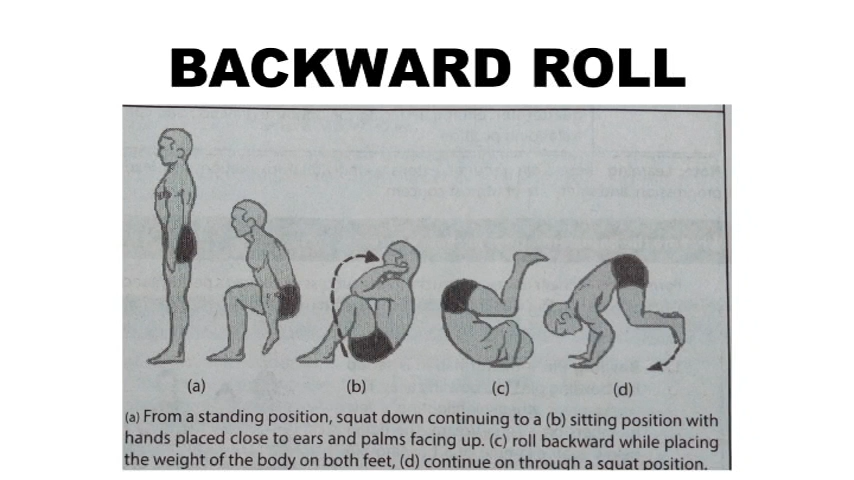 BACKWARD ROLL
(a)
(b)
(c)
(d)
(a) From a standing position, squat down continuing to a (b) sitting position with
hands placed close to ears and palms facing up. (c) roll backward while placing
the weight of the body on both feet, (d) continue on through a squat position.